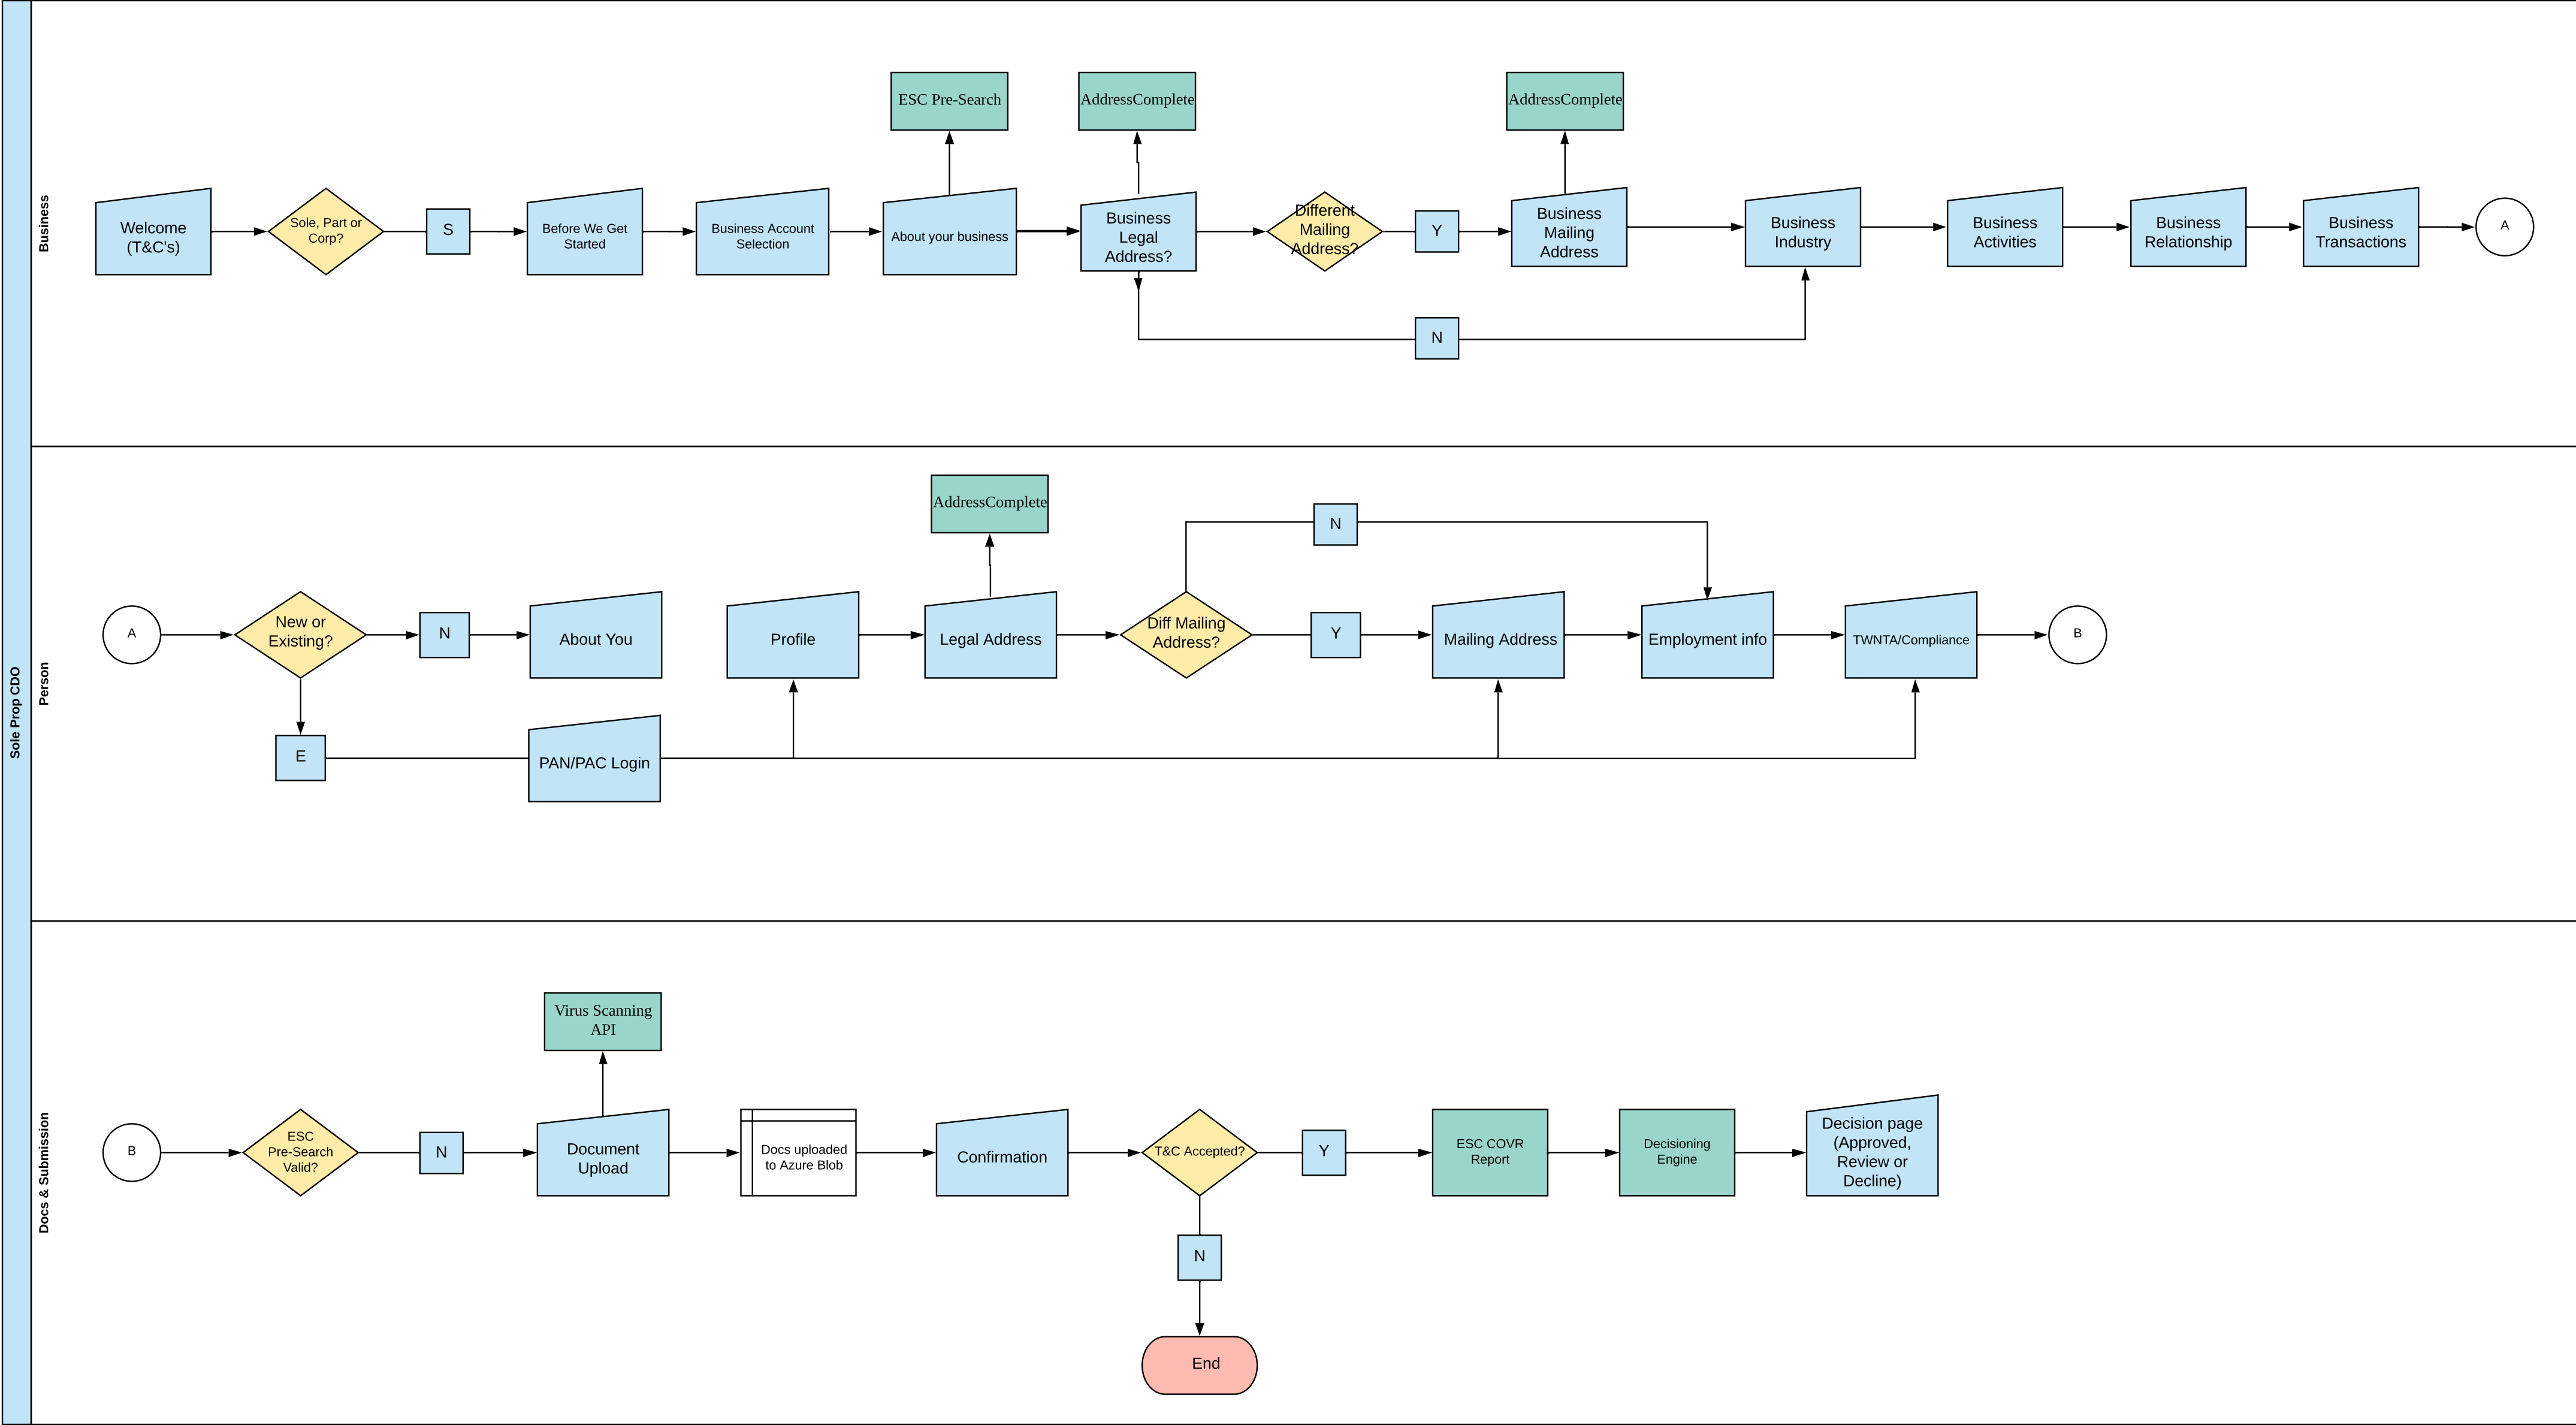 Sole Prop CDO
Business
ESC Pre-Search
AddressComplete
AddressComplete
Welcome
(T&C's)
Sole, Part or
Corp?
S
Before We Get
Started
Business Account
Selection
About your business
Business
Legal
Address?
Different
Mailing
Address?
Y
Business
Mailing
Address
Business
Industry
Business
Activities
Business
Relationship
Business
Transactions
A
N
Person
AddressComplete
N
A
New or
Existing?
N
About You
Profile
Legal Address
Diff Mailing
Address?
Y
Mailing Address
Employment info
TWNTA/Compliance
B
E
PAN/PAC Login
Docs & Submission
Virus Scanning
API
B
ESC
Pre-Search
Valid?
N
Document
Upload
Docs uploaded
to Azure Blob
Confirmation
T&C Accepted?
Y
ESC COVR
Report
Decisioning
Engine
Decision page
(Approved,
Review or
Decline)
N
End